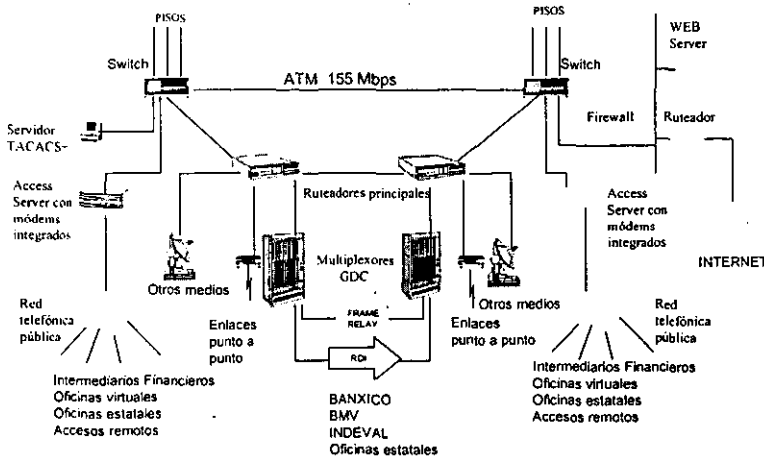 PISOS
PISOS
WEB
Server
Switch
ATM 155 Mbps
Switch
Servidor
TACACS+
Firewall
Ruteador
Access
Server con
módems
integrados
Ruteadores principales
Access
Server con
módems
integrados
Multiplexores
GDC
INTERNET
Otros medios
Otros medios
Red
telefónica
pública
Enlaces
punto a
punto
FRAME
RELAY
Enlaces
punto a punto
Red
telefónica
pública
RDI
Intermediarios Financieros
Oficinas virtuales
Oficinas estatales
Accesos remotos
BANXICO
BMV
INDEVAL
Oficinas estatales
Intermediarios Financieros
Oficinas virtuales
Oficinas estatales
Accesos remotos